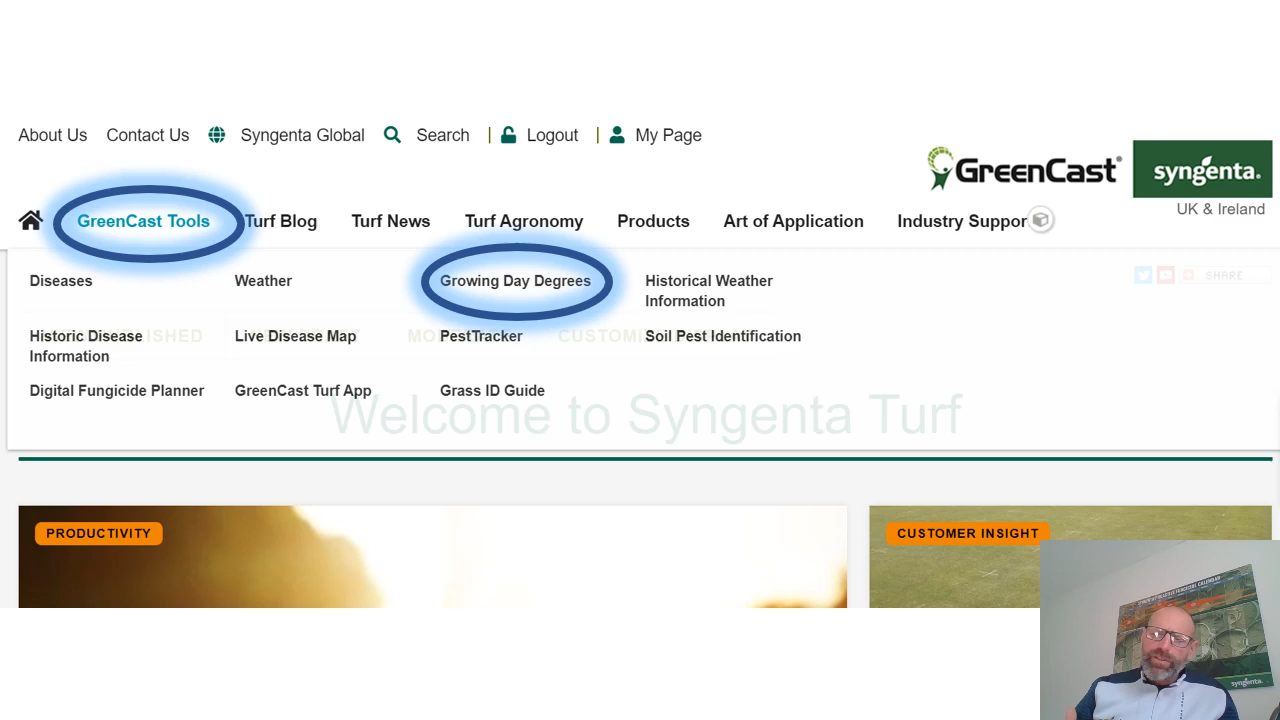 About Us Contact Us Syngenta Global Search Logout My Page
GreenCast®
syngenta.
UK & Ireland
GreenCast Tools Turf Blog Turf News Turf Agronomy Products Art of Application Industry Suppor
Diseases Weather Growing Day Degrees Historical Weather
Information
SHARE
Historic Disease Live Disease Map PestTracker Soil Pest Identification
Information
Digital Fungicide Planner GreenCast Turf App Grass ID Guide
Welcome to Syngenta Turf
PRODUCTIVITY
CUSTOMER INSIGHT
syngenta.